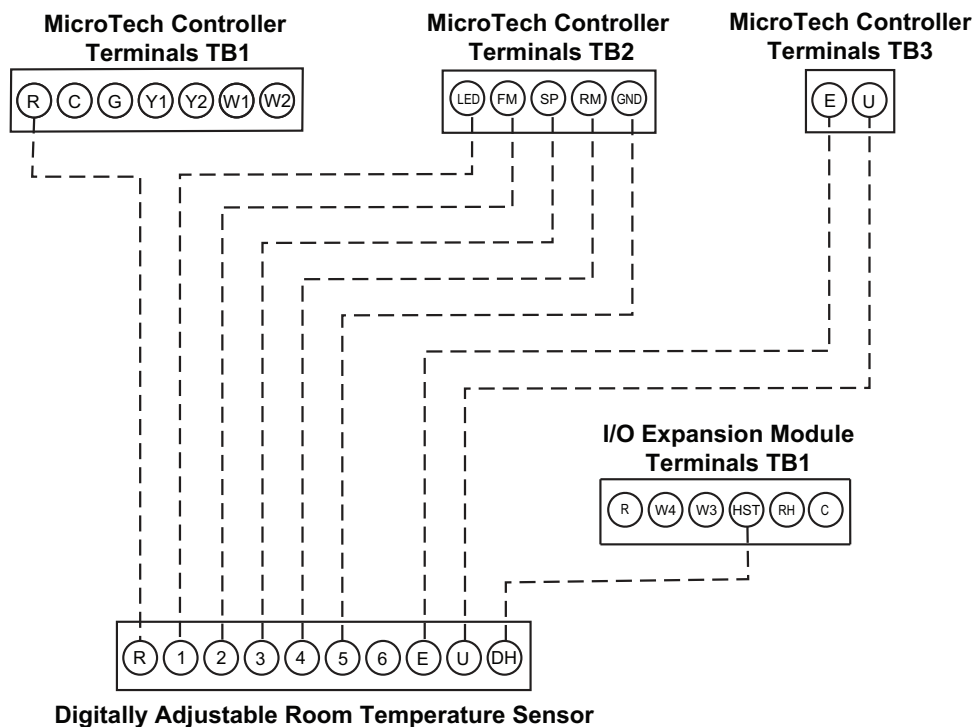 MicroTech Controller
Terminals TB1
R C G Y1 Y2 W1 W2
MicroTech Controller
Terminals TB2
LED FM SP RM GND
MicroTech Controller
Terminals TB3
E U
I/O Expansion Module
Terminals TB1
R W4 W3 HST RH C
R 1 2 3 4 5 6 E U DH
Digitally Adjustable Room Temperature Sensor